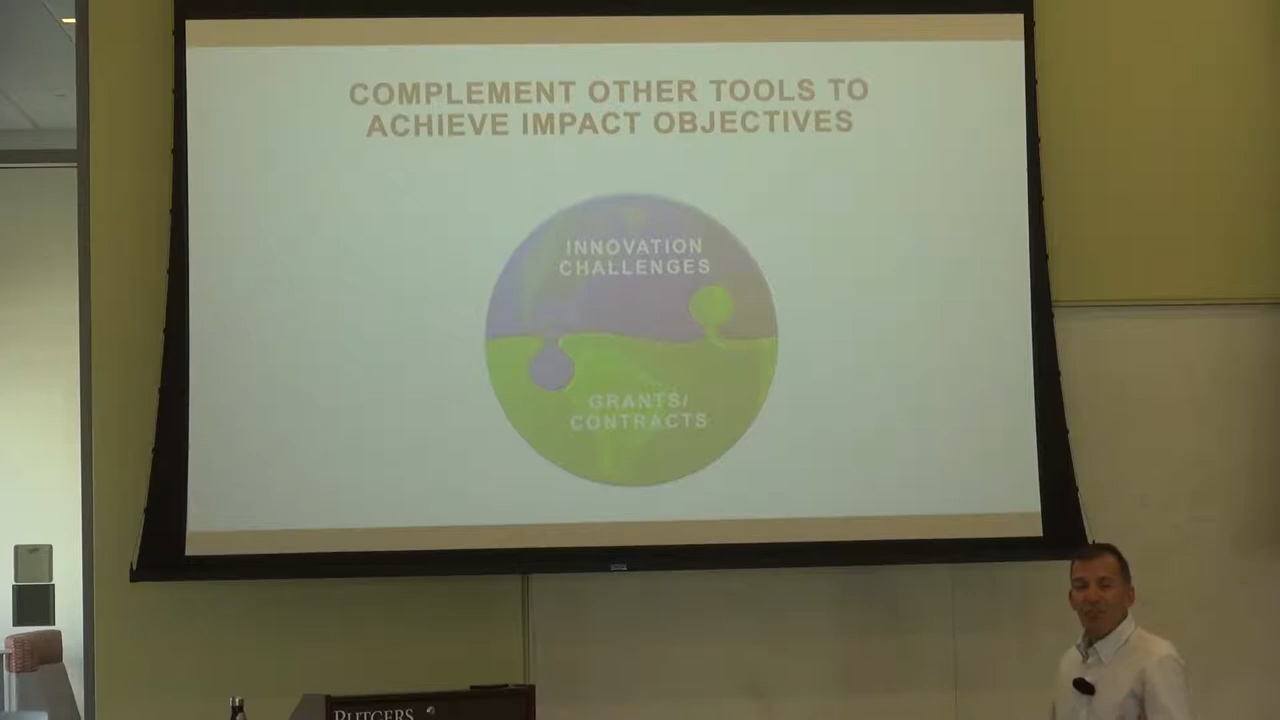 COMPLEMENT OTHER TOOLS TO
ACHIEVE IMPACT OBJECTIVES
INNOVATION
CHALLENGES
GRANTS/
CONTRACTS
RUTGERS